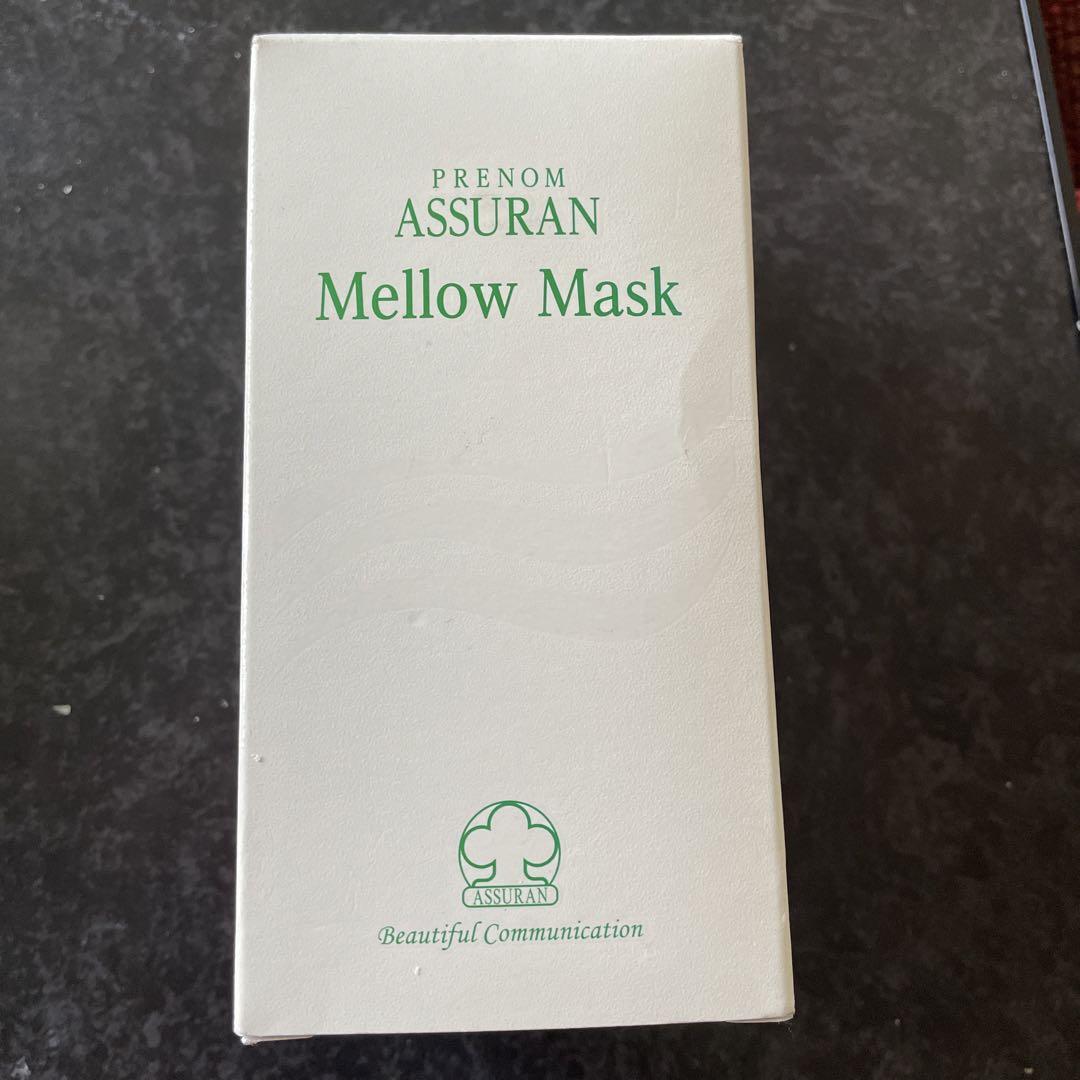 PRENOM
ASSURAN
Mellow Mask
ASSURAN
Beautiful Communication